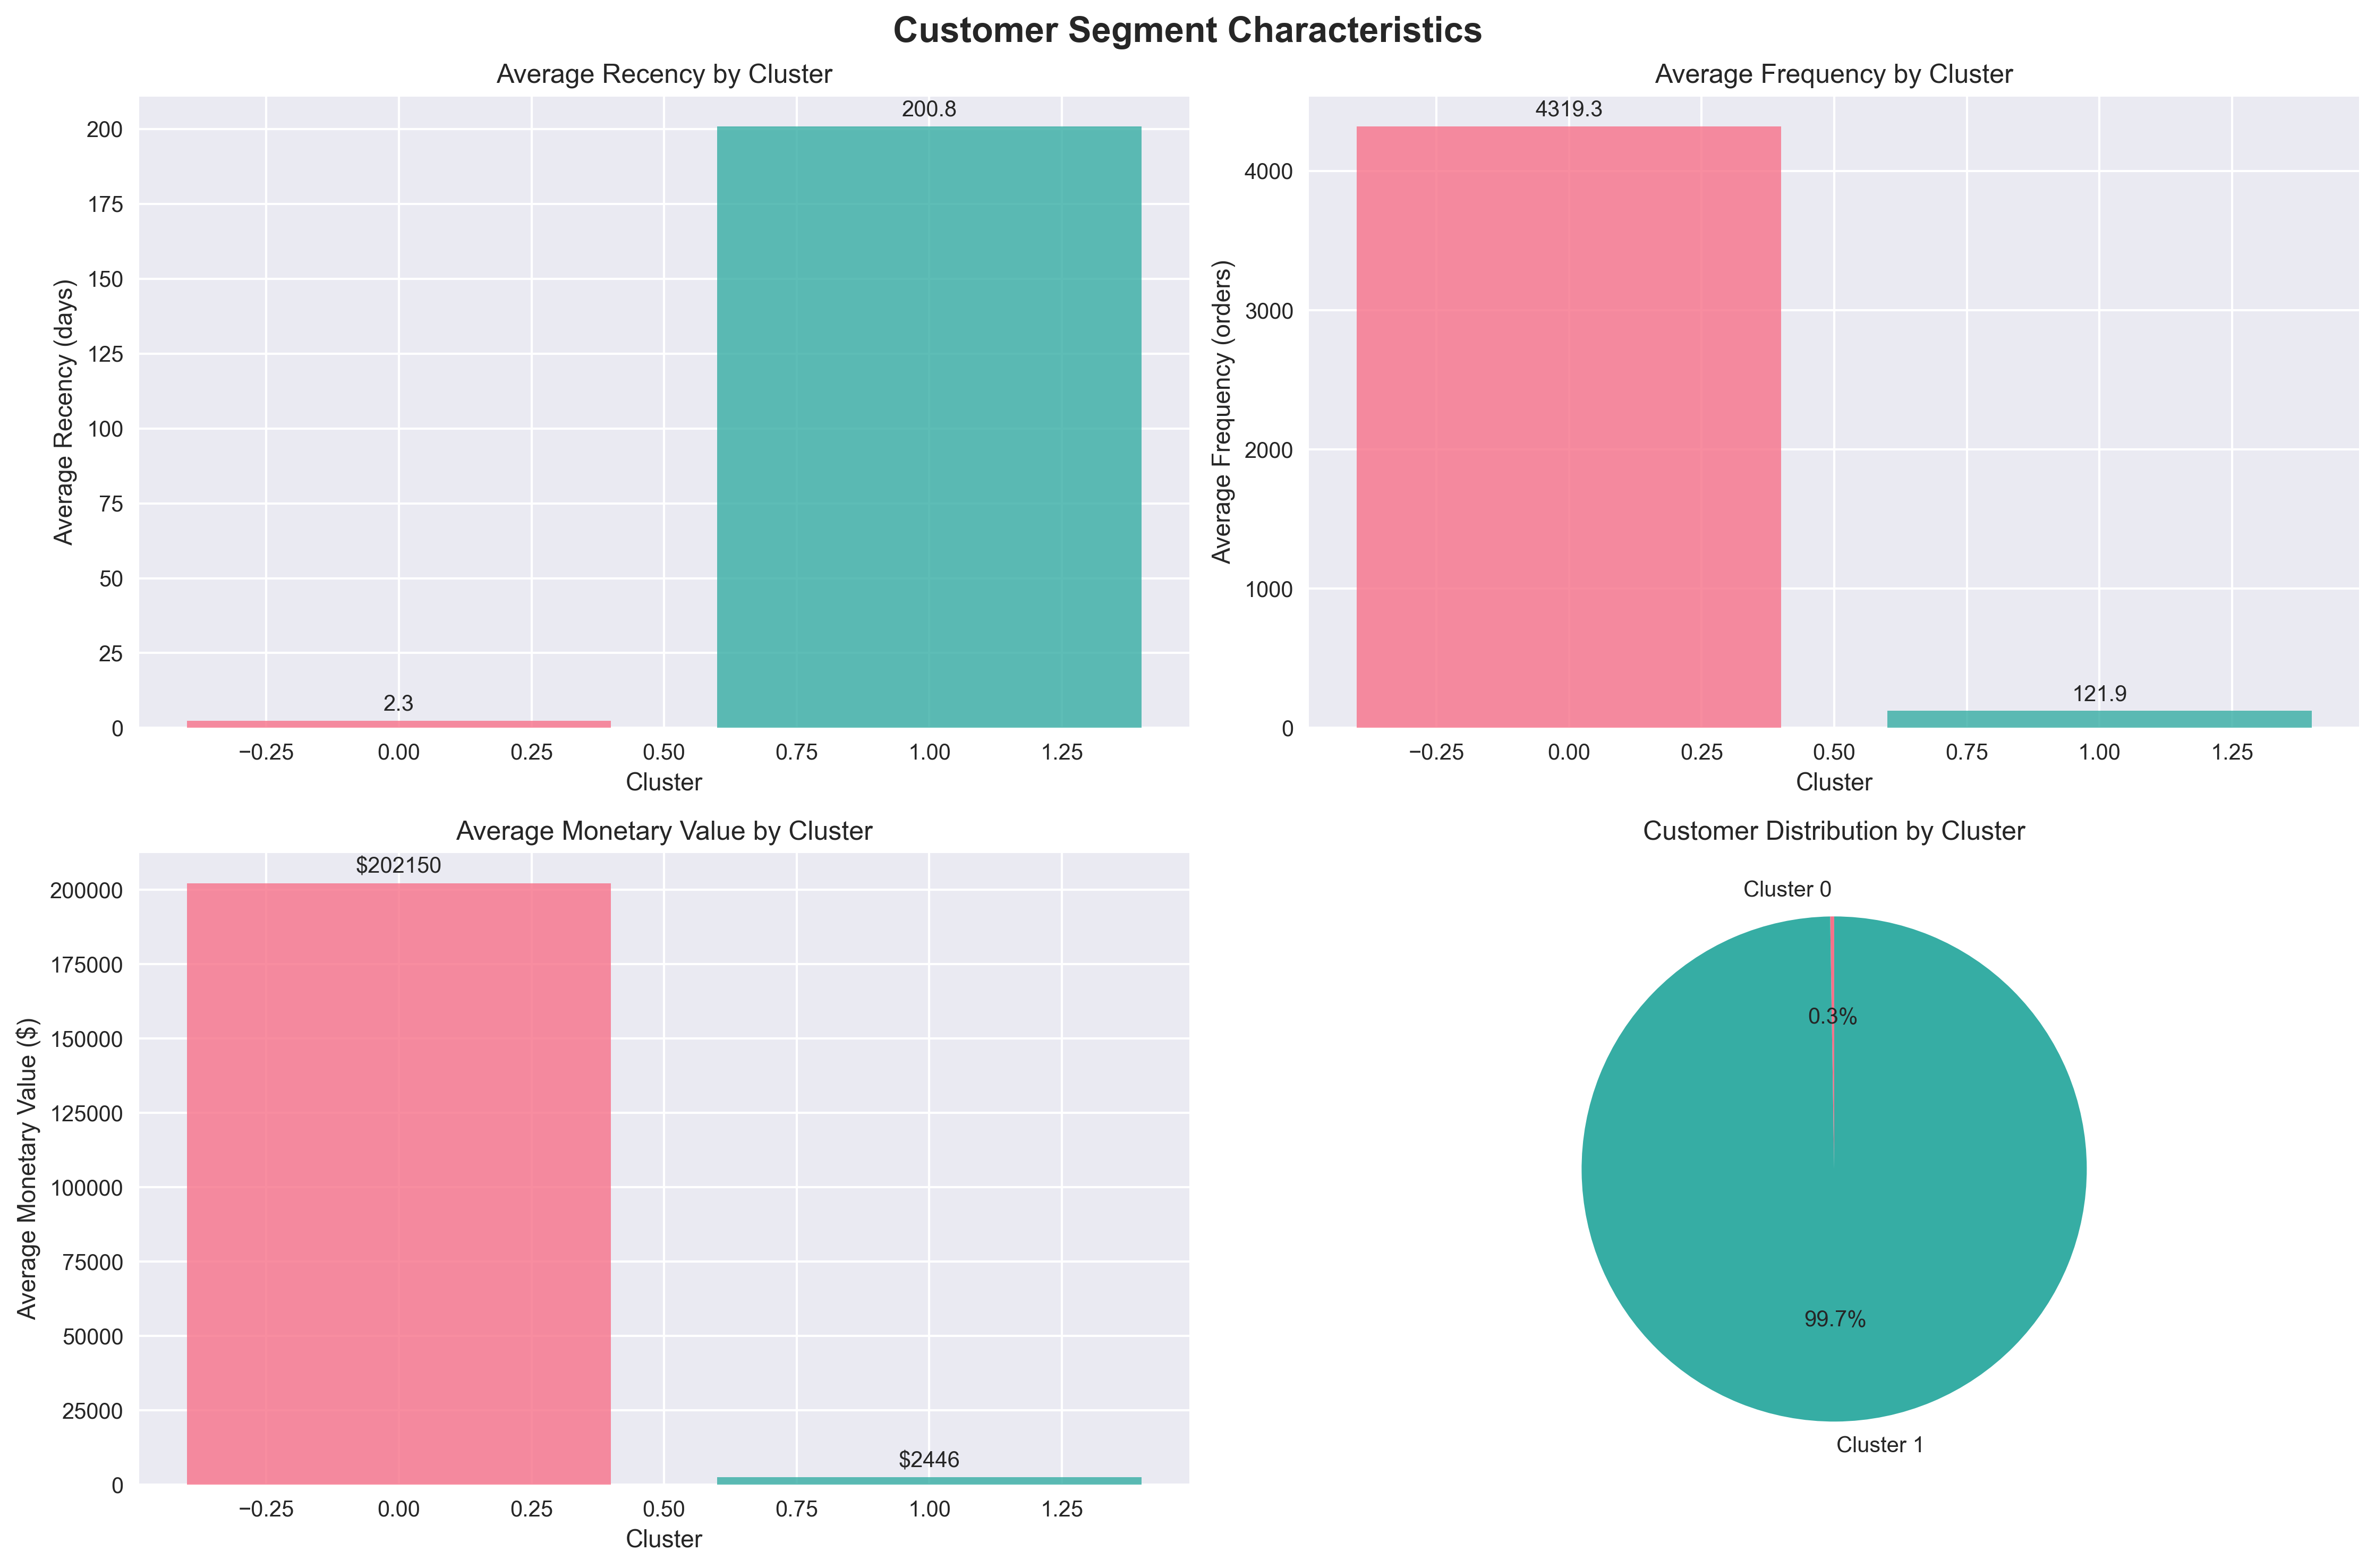 Customer Segment Characteristics
Average Recency by Cluster
200.8
2.3
200
175
150
125
100
75
50
25
0
Average Recency (days)
−0.25 0.00 0.25 0.50 0.75 1.00 1.25
Cluster
Average Frequency by Cluster
4319.3
121.9
4000
3000
2000
1000
0
Average Frequency (orders)
−0.25 0.00 0.25 0.50 0.75 1.00 1.25
Cluster
Average Monetary Value by Cluster
$202150
$2446
200000
175000
150000
125000
100000
75000
50000
25000
0
Average Monetary Value ($)
−0.25 0.00 0.25 0.50 0.75 1.00 1.25
Cluster
Customer Distribution by Cluster
Cluster 0
0.3%
99.7%
Cluster 1